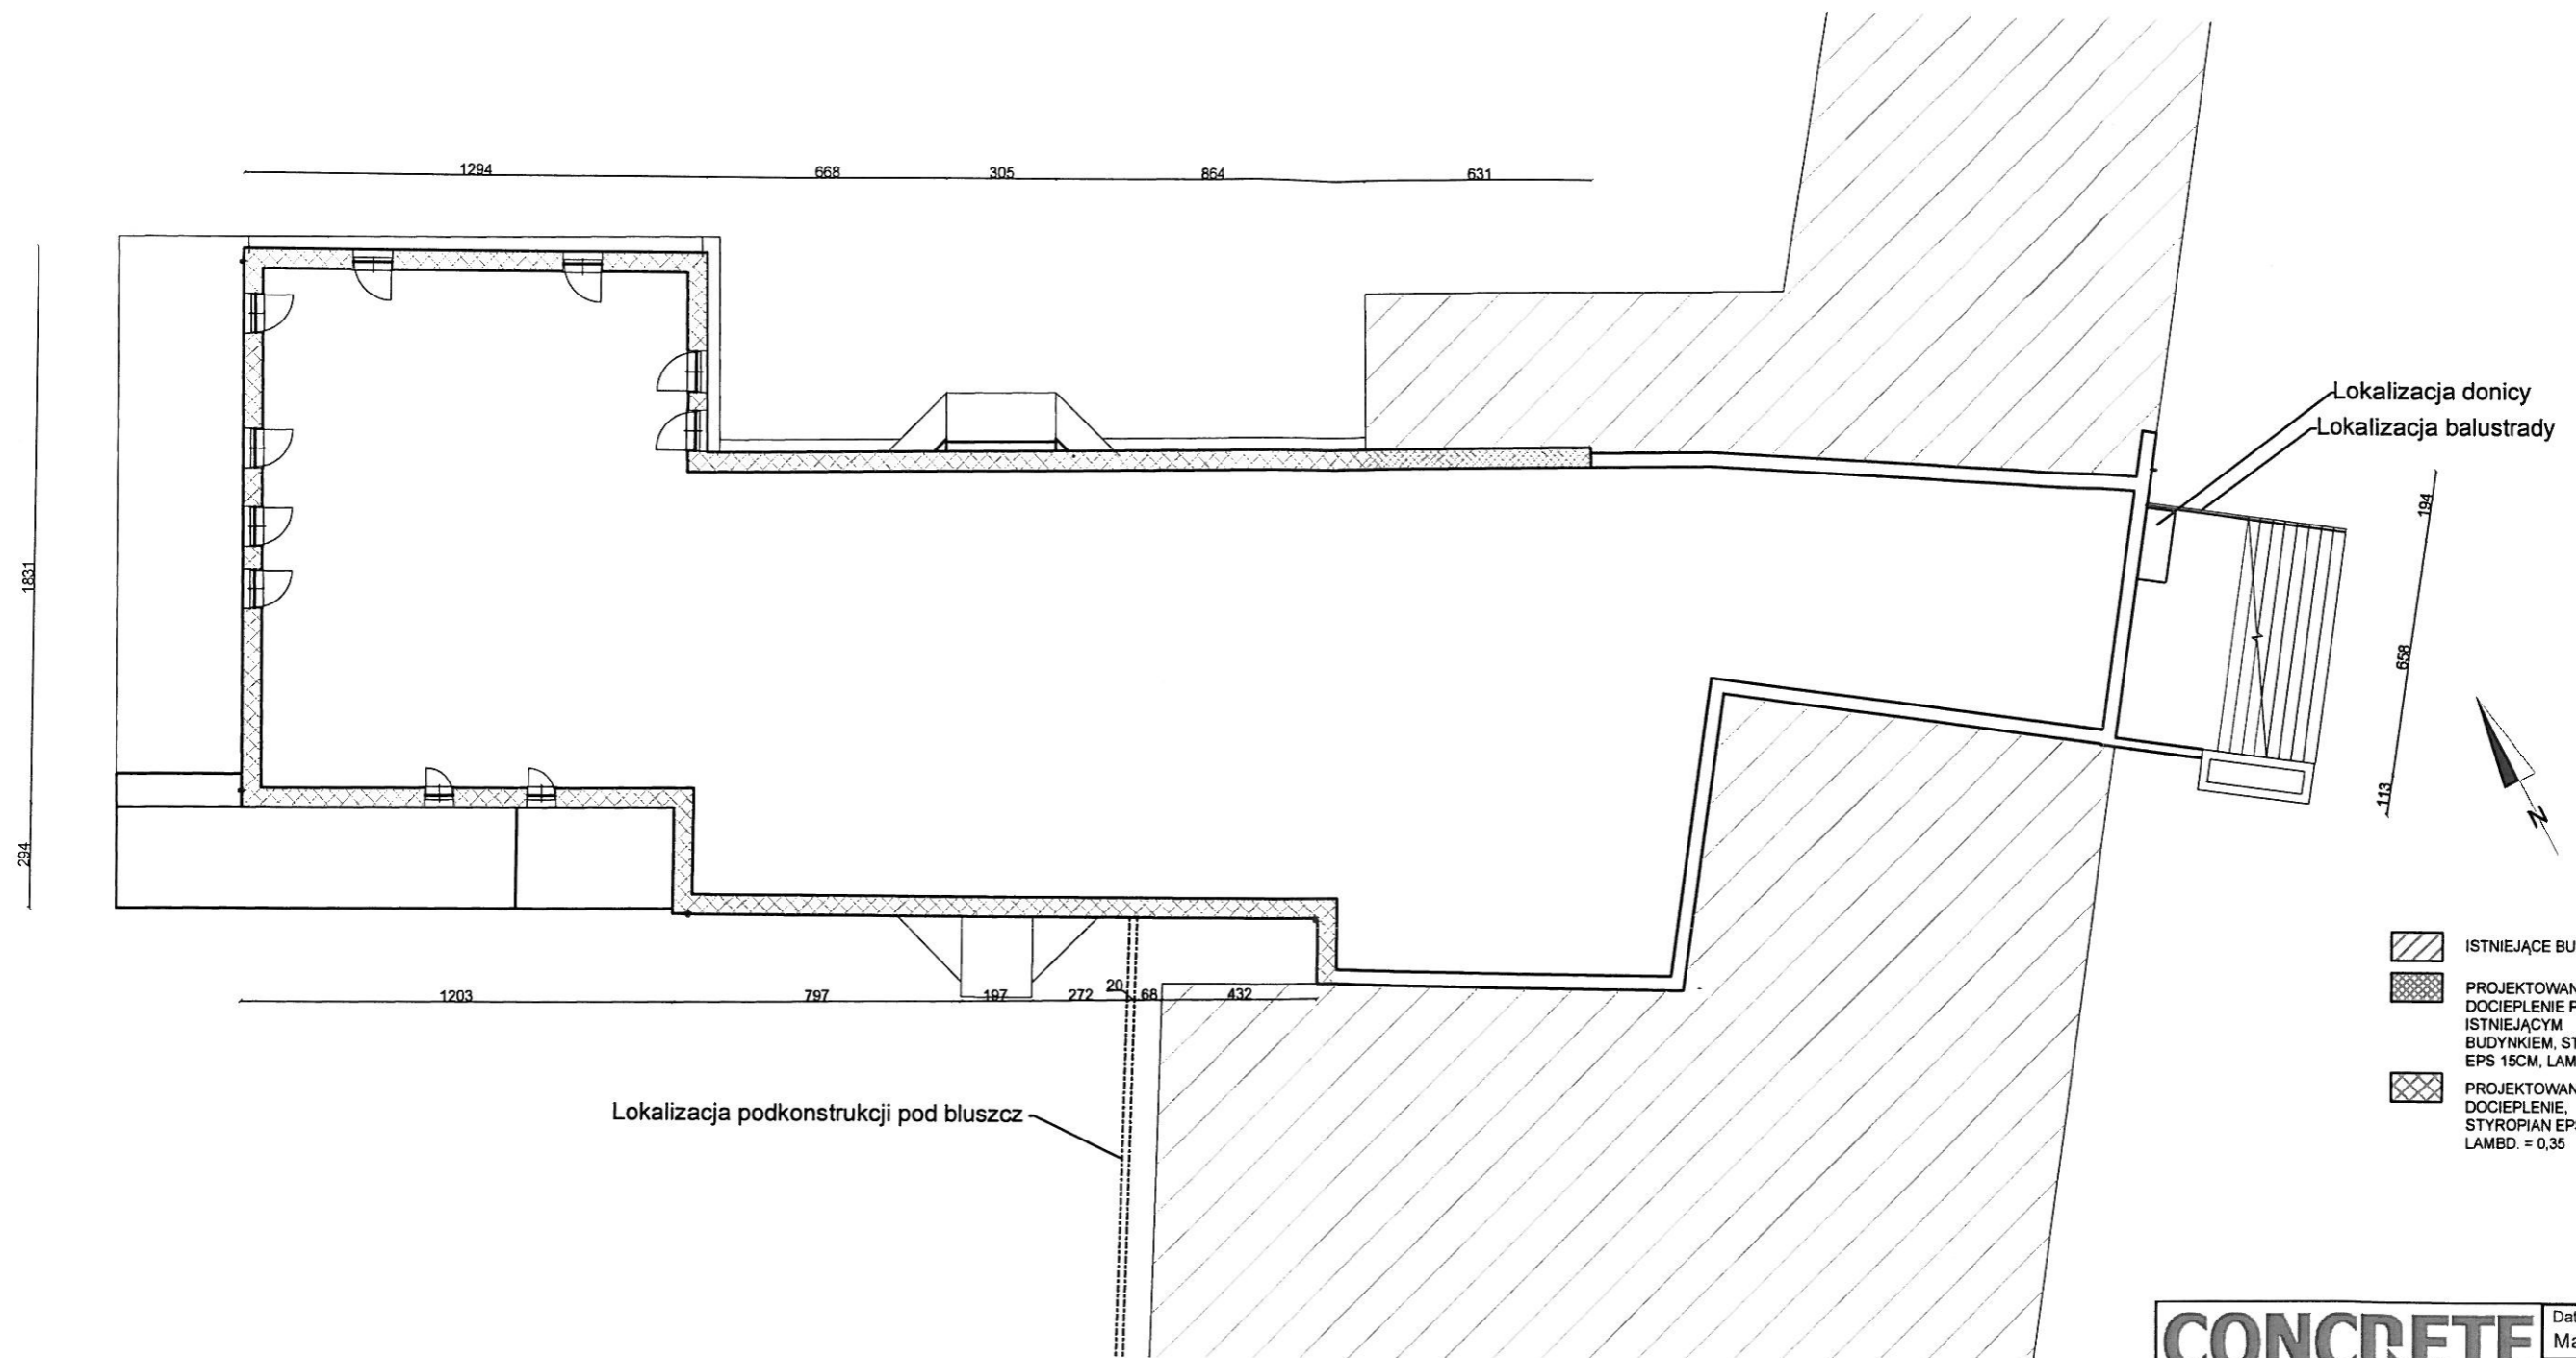 1294
668
305
864
631
Lokalizacja donicy
Lokalizacja balustrady
194
1831
658
113
N
294
1203
797
197
272
20
68
432
Lokalizacja podkonstrukcji pod bluszcz
ISTNIEJĄCE BU
PROJEKTOWAN
DOCIEPLENIE P
ISTNIEJĄCYM
BUDYNKIEM, ST
EPS 15CM, LAM
PROJEKTOWAN
DOCIEPLENIE,
STYROPIAN EPS
LAMBD. = 0,35
CONCRETE
Dat
Ma